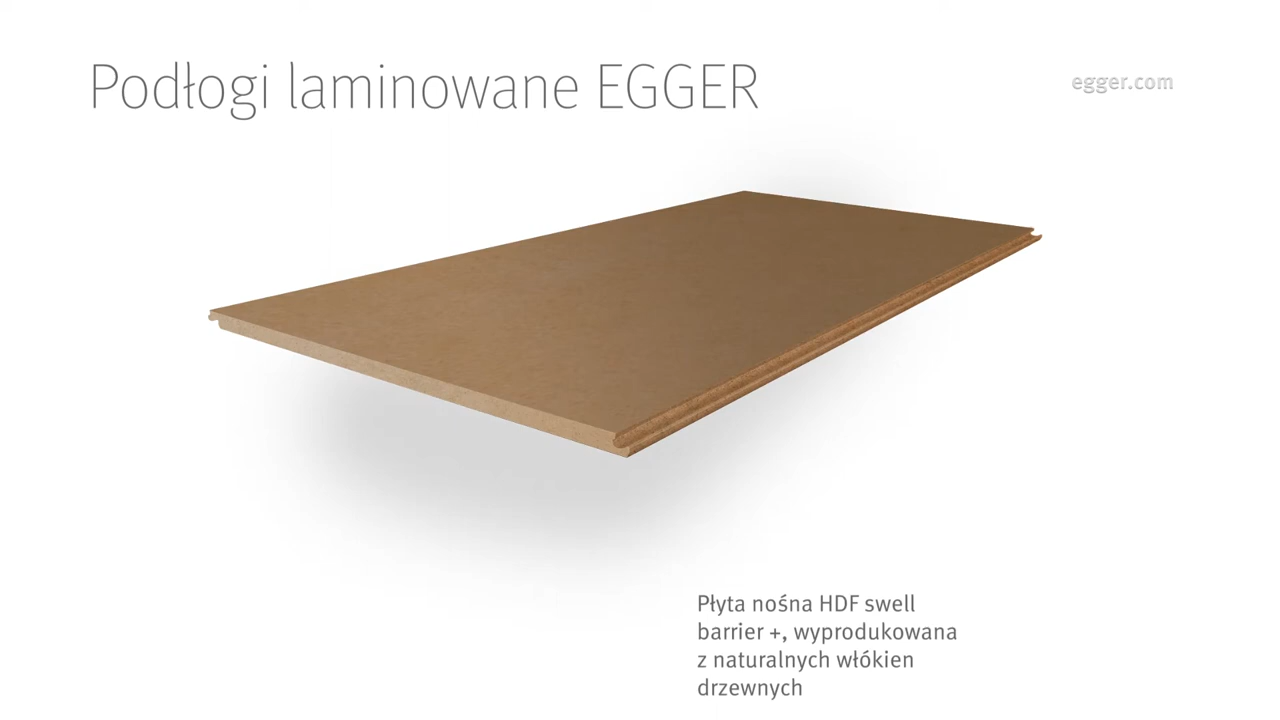 Podłogi laminowane EGGER
egger.com
Płyta nośna HDF swell
barrier +, wyprodukowana
z naturalnych włókien
drzewnych